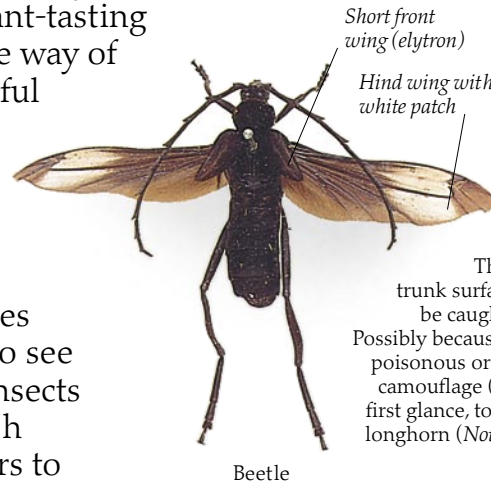 ant-tasting
e way of
ful
es
o see
nsects
h
rs to
Short front
wing (elytron)
Hind wing with
white patch
Th
trunk surfa
be caugh
Possibly becaus
poisonous or
camouflage (
first glance, to
longhorn (No
Beetle